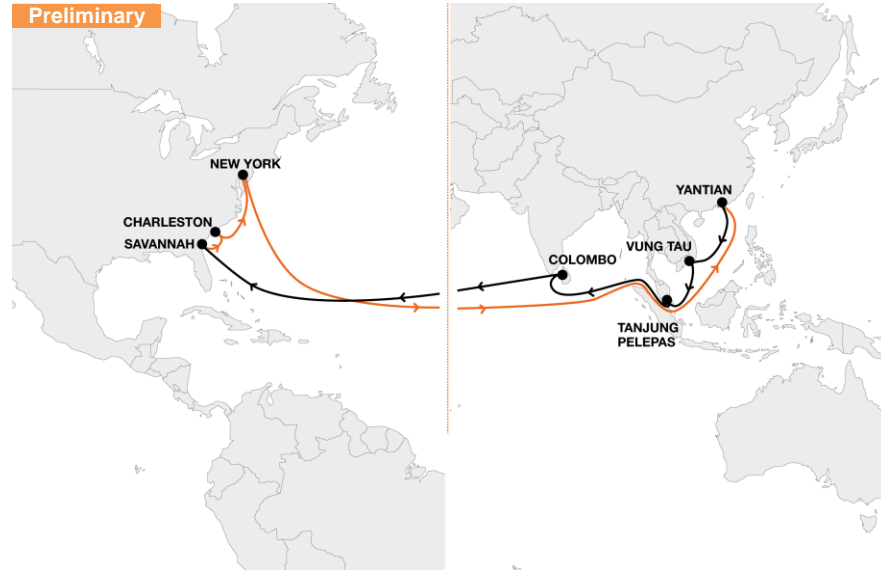 Preliminary
NEW YORK
YANTIAN
CHARLESTON
SAVANNAH
VUNG TAU
COLOMBO
TANJUNG
PELEPAS